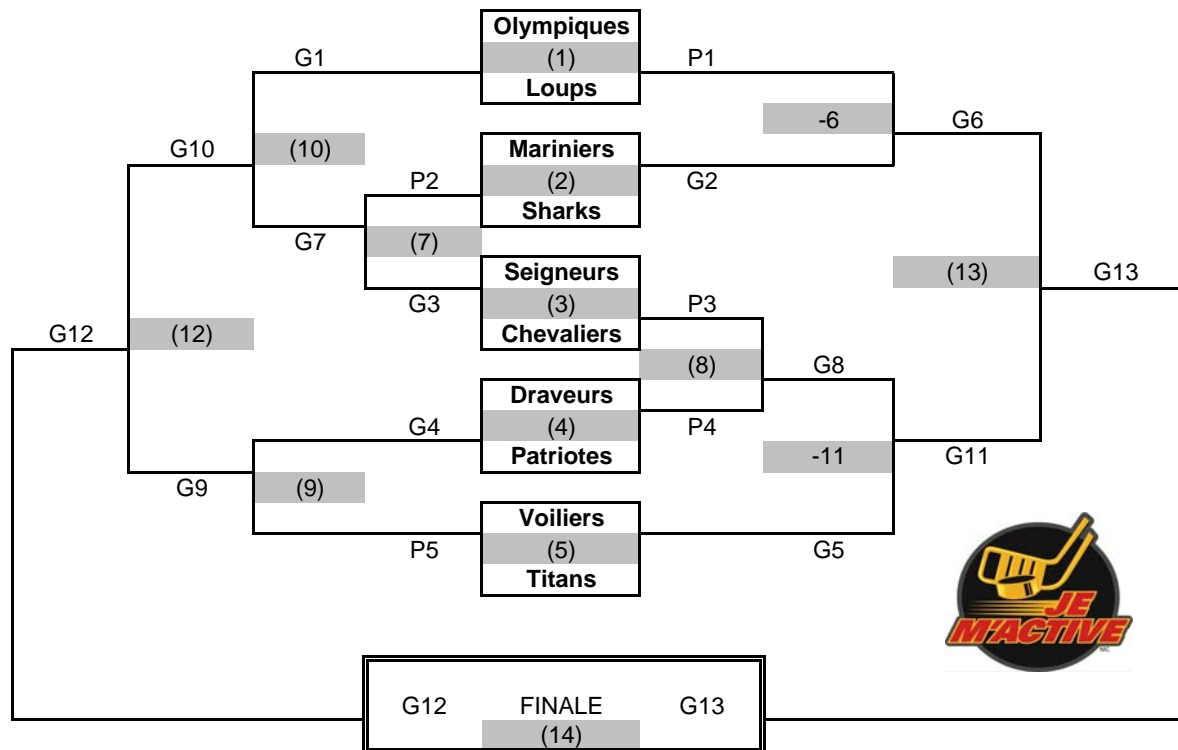 Olympiques
G1
(1)
P1
Loups
-6
G6
G10
(10)
Mariniers
P2
(2)
G2
Sharks
G7
(7)
Seigneurs
(13)
G13
G3
(3)
P3
G12
(12)
Chevaliers
(8)
G8
Draveurs
G4
(4)
P4
Patriotes
-11
G11
G9
(9)
Voiliers
P5
(5)
G5
Titans
JE
M'ACTIVE
MC
G12 FINALE G13
(14)